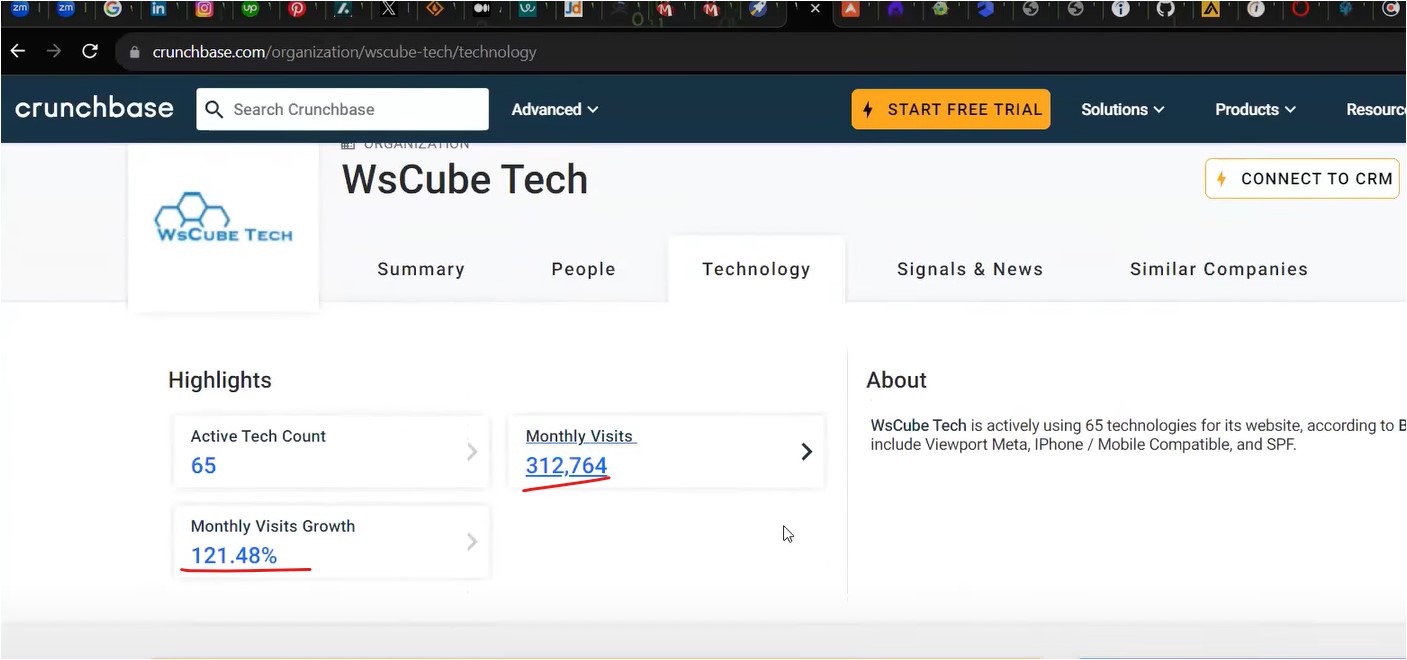 crunchbase.com/organization/wscube-tech/technology
crunchbase
Search Crunchbase
Advanced
START FREE TRIAL
Solutions
Products
Resourc
ORGANIZATION
WsCube Tech
CONNECT TO CRM
WSCUBE TECH
Summary
People
Technology
Signals & News
Similar Companies
Highlights
About
Active Tech Count
65
Monthly Visits
312,764
WsCube Tech is actively using 65 technologies for its website, according to B
include Viewport Meta, IPhone / Mobile Compatible, and SPF.
Monthly Visits Growth
121.48%